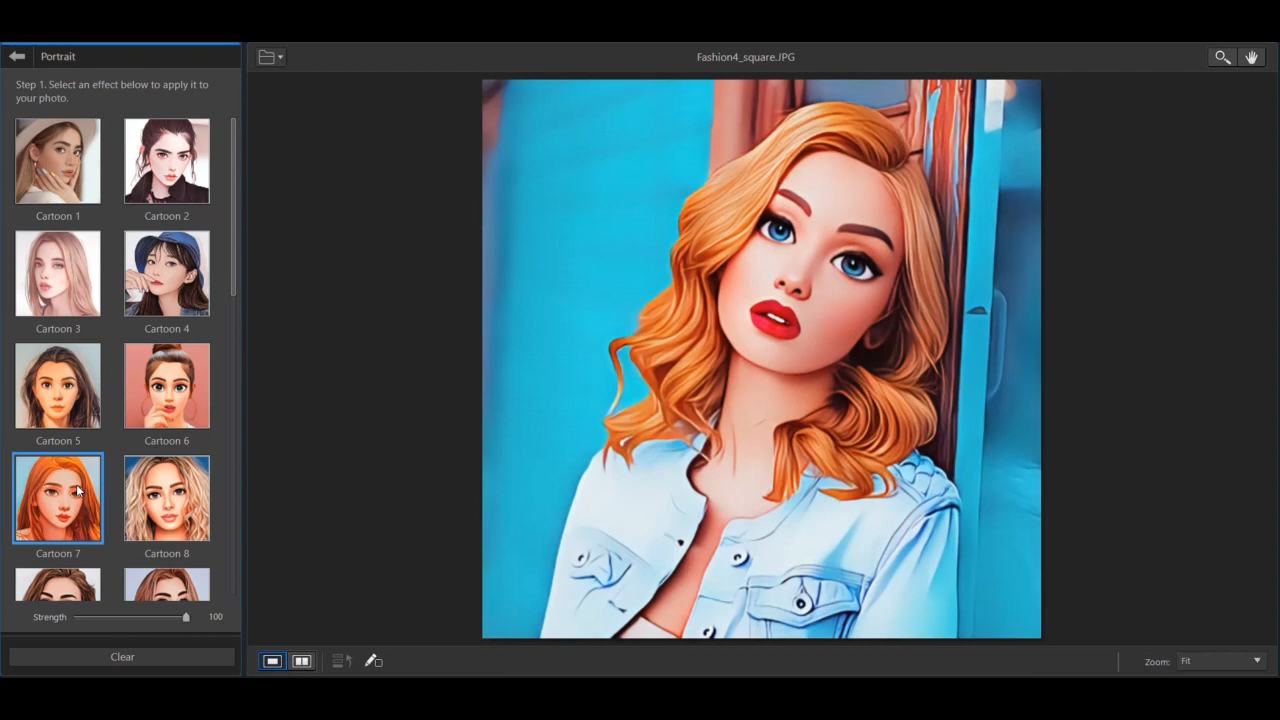 Portrait
Fashion4_square.JPG
Step 1. Select an effect below to apply it to
your photo.
Cartoon 1
Cartoon 2
Cartoon 3
Cartoon 4
Cartoon 5
Cartoon 6
Cartoon 7
Cartoon 8
Strength
100
Clear
Zoom:
Fit